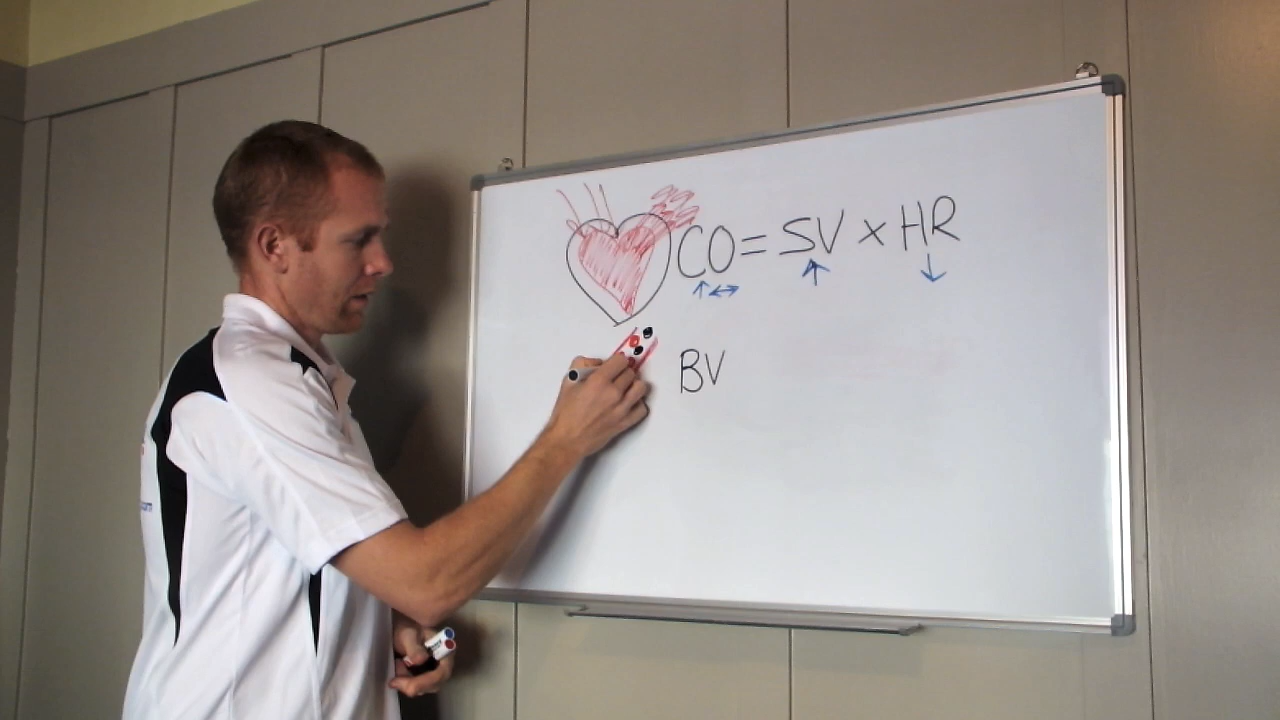 CO = SV x HR
↑ ↔ ↑ ↓
BV